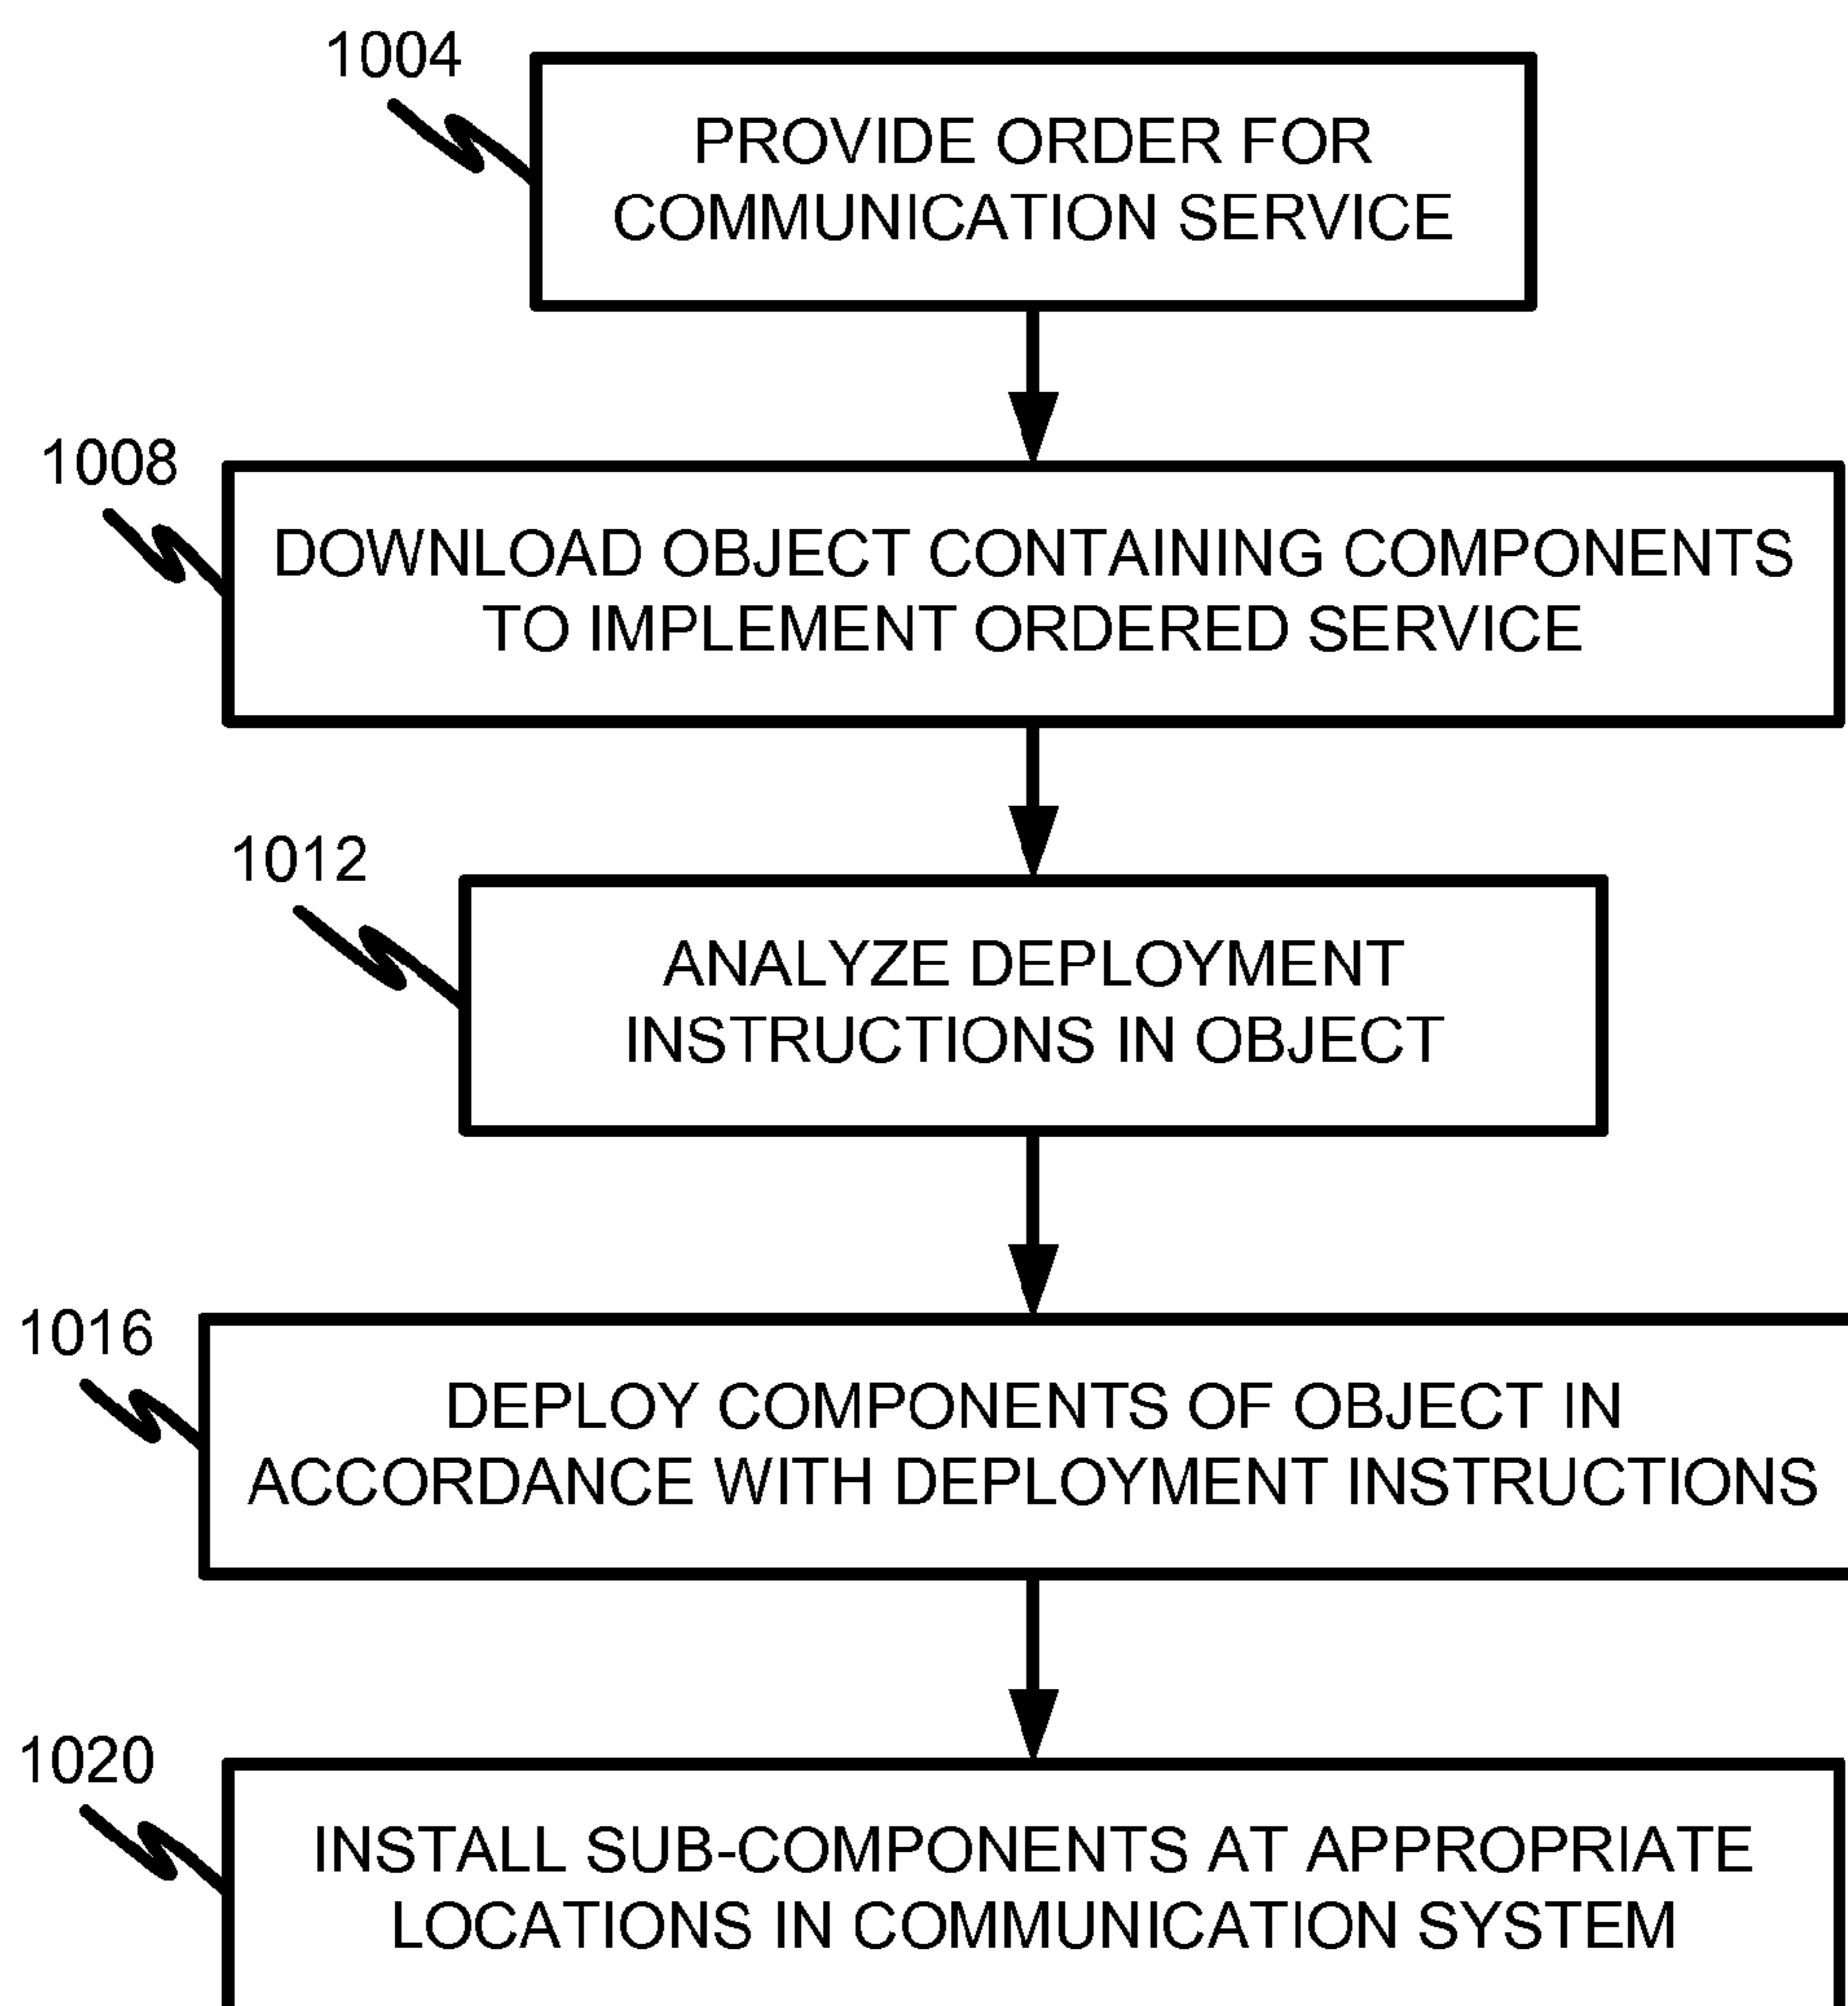 1004
PROVIDE ORDER FOR
COMMUNICATION SERVICE
1008
DOWNLOAD OBJECT CONTAINING COMPONENTS
TO IMPLEMENT ORDERED SERVICE
1012
ANALYZE DEPLOYMENT
INSTRUCTIONS IN OBJECT
1016
DEPLOY COMPONENTS OF OBJECT IN
ACCORDANCE WITH DEPLOYMENT INSTRUCTIONS
1020
INSTALL SUB-COMPONENTS AT APPROPRIATE
LOCATIONS IN COMMUNICATION SYSTEM